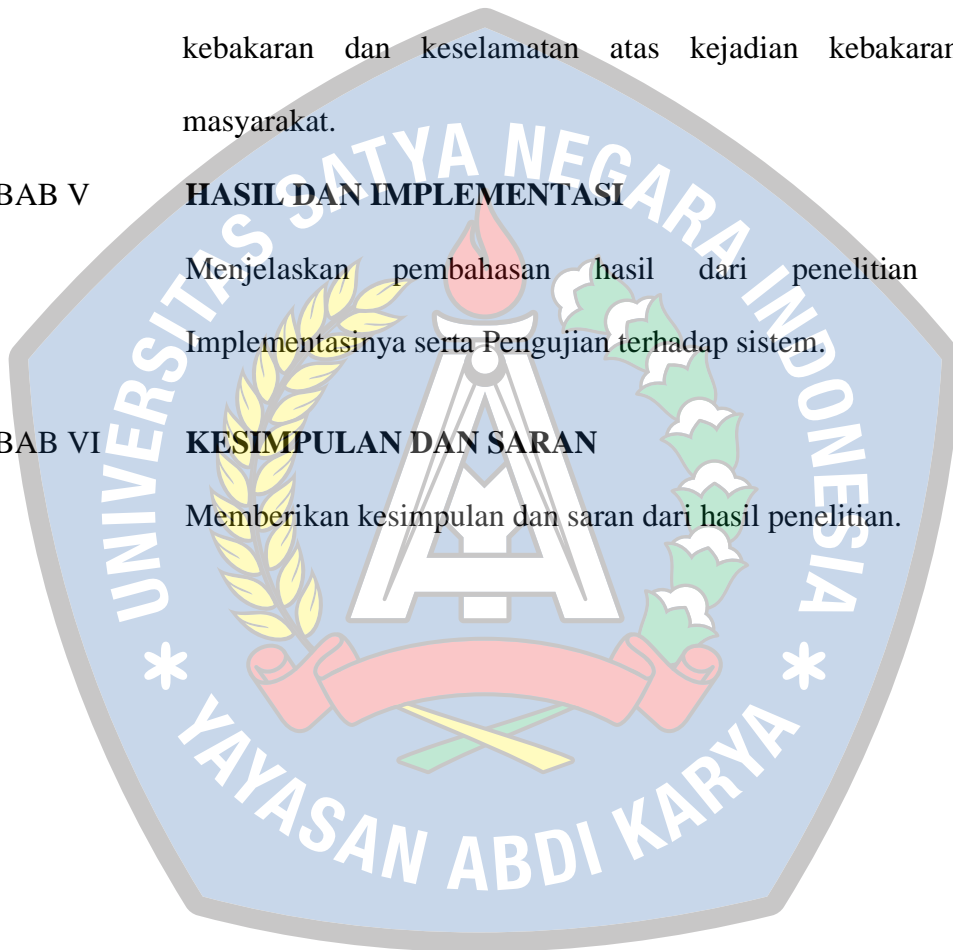 kebakaran dan keselamatan atas kejadian kebakaran
masyarakat.
BAB V HASIL DAN IMPLEMENTASI
Menjelaskan pembahasan hasil dari penelitian
Implementasinya serta Pengujian terhadap sistem.
BAB VI KESIMPULAN DAN SARAN
Memberikan kesimpulan dan saran dari hasil penelitian.
UNIVERSITAS SATYA NEGARA INDONESIA
* YAYASAN ABDI KARYA *